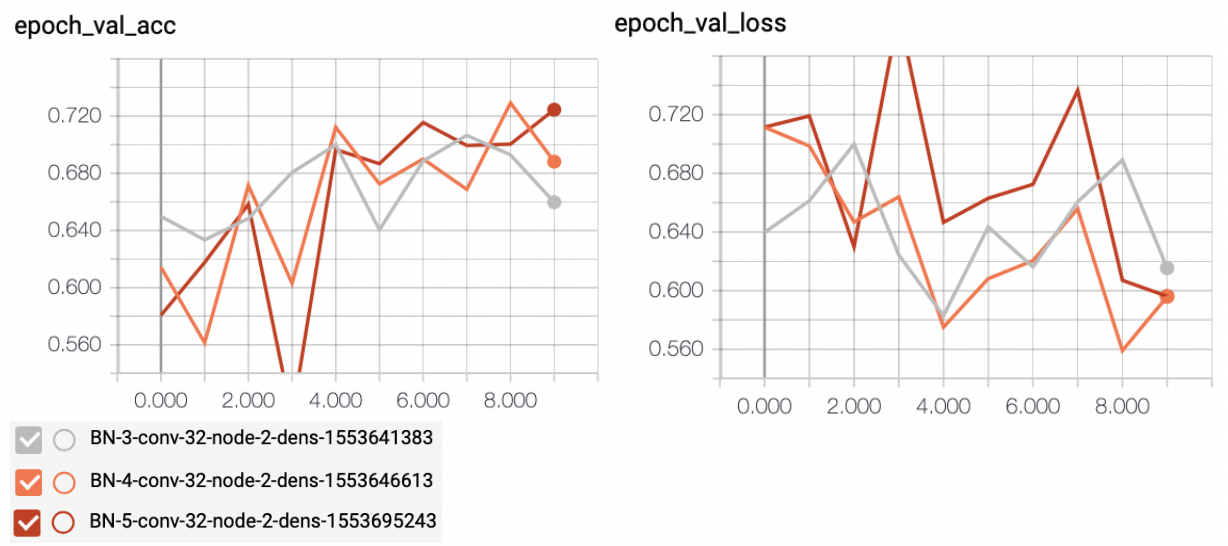 epoch_val_acc
0.720
0.680
0.640
0.600
0.560
0.000 2.000 4.000 6.000 8.000
epoch_val_loss
0.720
0.680
0.640
0.600
0.560
0.000 2.000 4.000 6.000 8.000
BN-3-conv-32-node-2-dens-1553641383
BN-4-conv-32-node-2-dens-1553646613
BN-5-conv-32-node-2-dens-1553695243